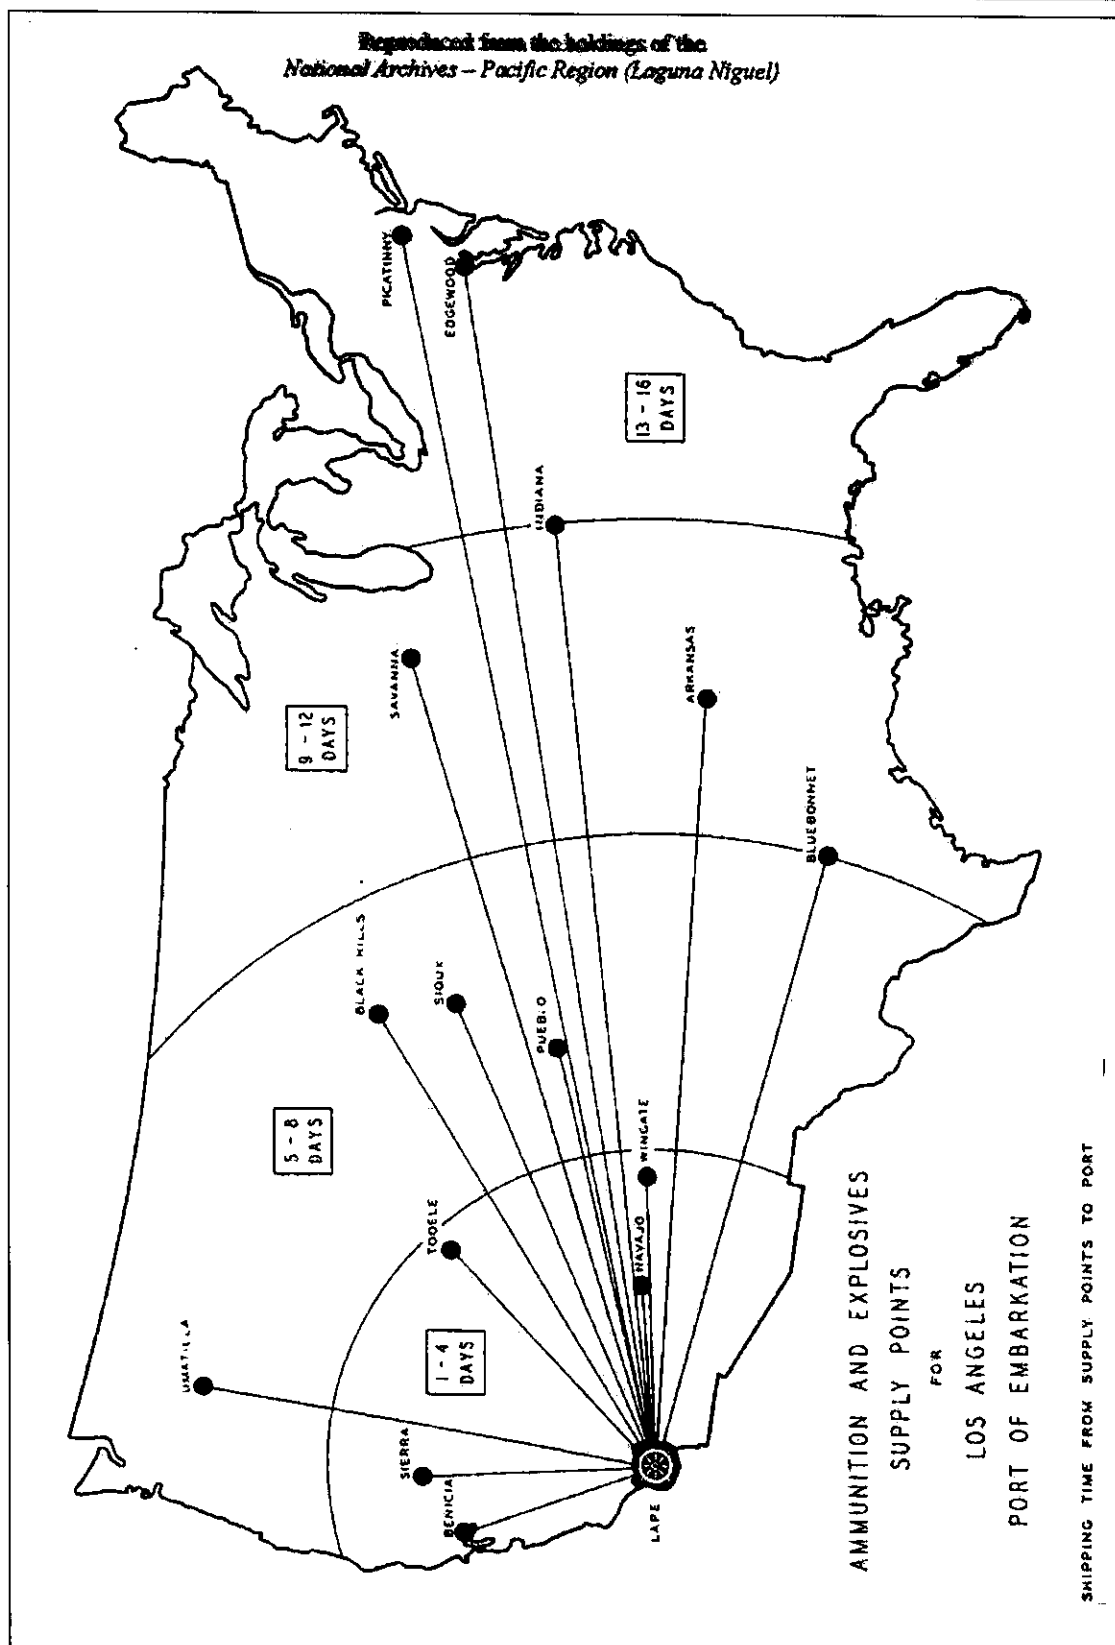 Reproduced from the holdings of the
National Archives – Pacific Region (Laguna Niguel)
PICATINNY
EDGEWOOD
13 - 16
DAYS
INDIANA
SAVANNA
ARKANSAS
9 - 12
DAYS
BLUEBONNET
BLACK HILLS
SIOUX
PUEBLO
5 - 8
DAYS
WINGATE
TOOELE
NAVAJO
1 - 4
DAYS
UMATILLA
SIERRA
BENICIA
LAPE
AMMUNITION AND EXPLOSIVES
SUPPLY POINTS
FOR
LOS ANGELES
PORT OF EMBARKATION
SHIPPING TIME FROM SUPPLY POINTS TO PORT